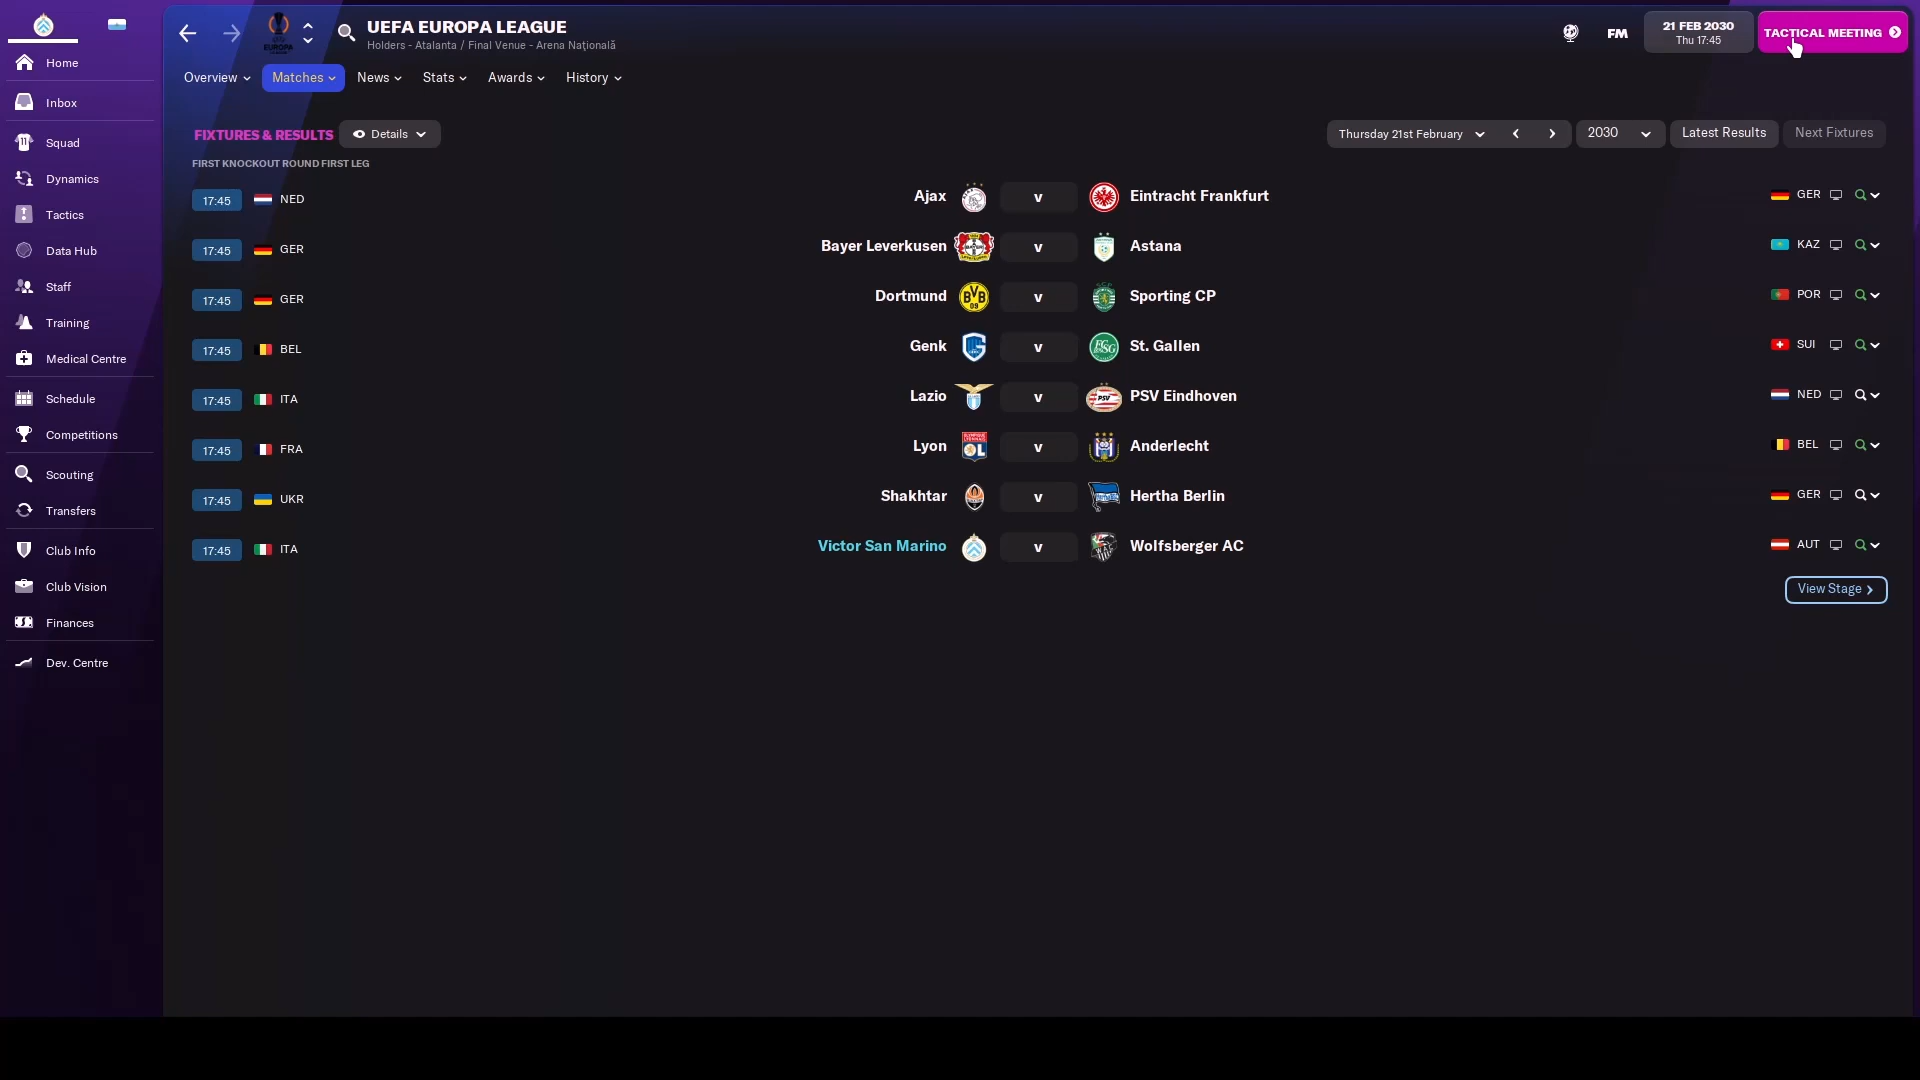 UEFA EUROPA LEAGUE
Holders - Atalanta / Final Venue - Arena Națională
FM
21 FEB 2030
Thu 17:45
TACTICAL MEETING
Overview
Matches
News
Stats
Awards
History
Home
Inbox
Squad
Dynamics
Tactics
Data Hub
Staff
Training
Medical Centre
Schedule
Competitions
Scouting
Transfers
Club Info
Club Vision
Finances
Dev. Centre
FIXTURES & RESULTS
Details
Thursday 21st February
2030
Latest Results
Next Fixtures
FIRST KNOCKOUT ROUND FIRST LEG
17:45 NED Ajax v Eintracht Frankfurt GER
17:45 GER Bayer Leverkusen v Astana KAZ
17:45 GER Dortmund v Sporting CP POR
17:45 BEL Genk v St. Gallen SUI
17:45 ITA Lazio v PSV Eindhoven NED
17:45 FRA Lyon v Anderlecht BEL
17:45 UKR Shakhtar v Hertha Berlin GER
17:45 ITA Victor San Marino v Wolfsberger AC AUT
View Stage